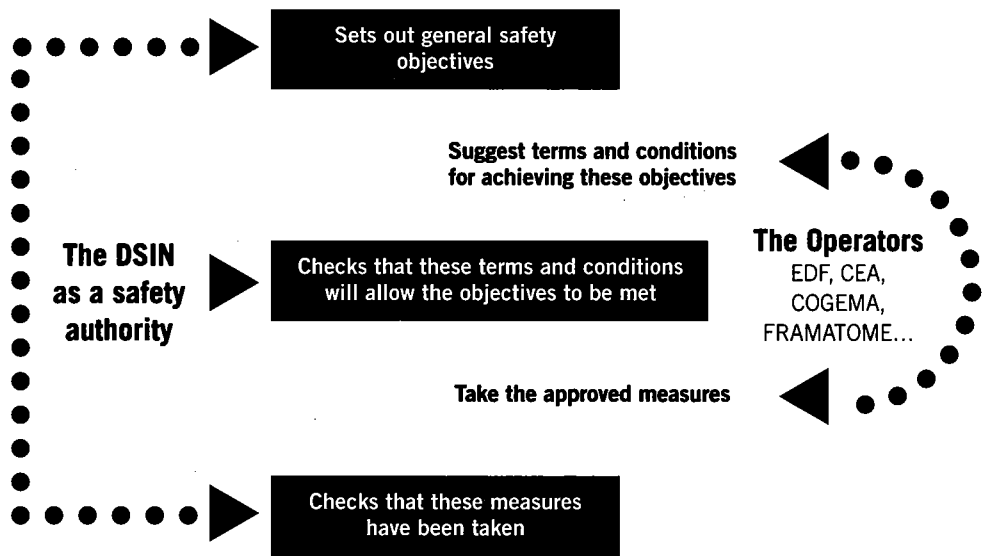 Sets out general safety
objectives
Suggest terms and conditions
for achieving these objectives
The DSIN
as a safety
authority
Checks that these terms and conditions
will allow the objectives to be met
The Operators
EDF, CEA,
COGEMA,
FRAMATOME...
Take the approved measures
Checks that these measures
have been taken